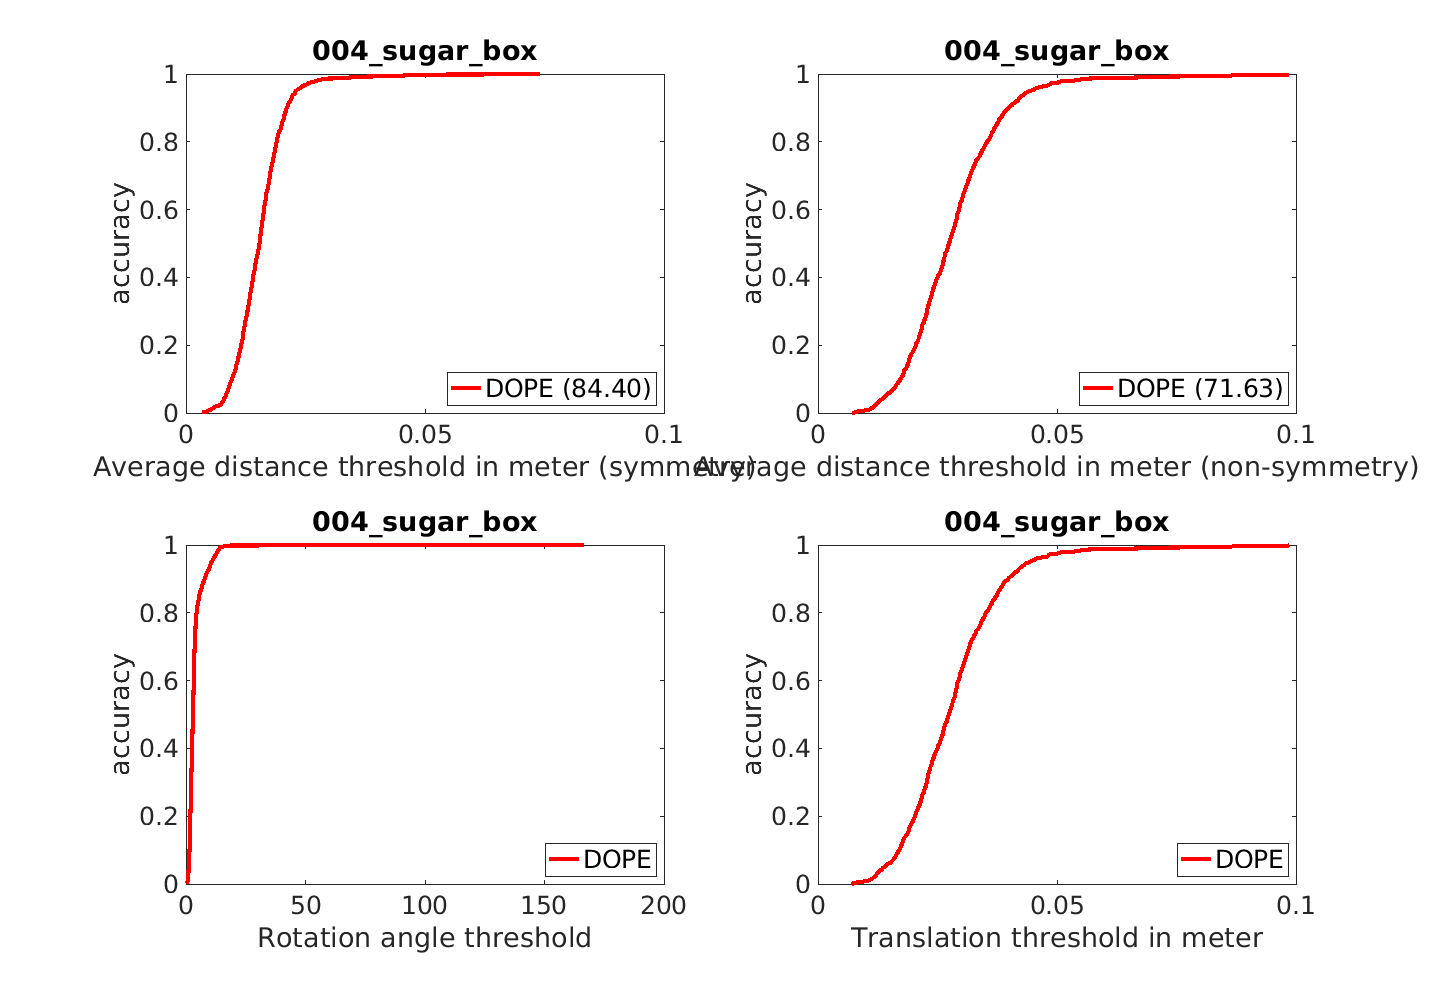 004_sugar_box
1
0.8
0.6
0.4
0.2
0
accuracy
DOPE (84.40)
0
0.05
0.1
Average distance threshold in meter (symmetry)
004_sugar_box
1
0.8
0.6
0.4
0.2
0
accuracy
DOPE (71.63)
0
0.05
0.1
Average distance threshold in meter (non-symmetry)
004_sugar_box
1
0.8
0.6
0.4
0.2
0
accuracy
DOPE
0
50
100
150
200
Rotation angle threshold
004_sugar_box
1
0.8
0.6
0.4
0.2
0
accuracy
DOPE
0
0.05
0.1
Translation threshold in meter